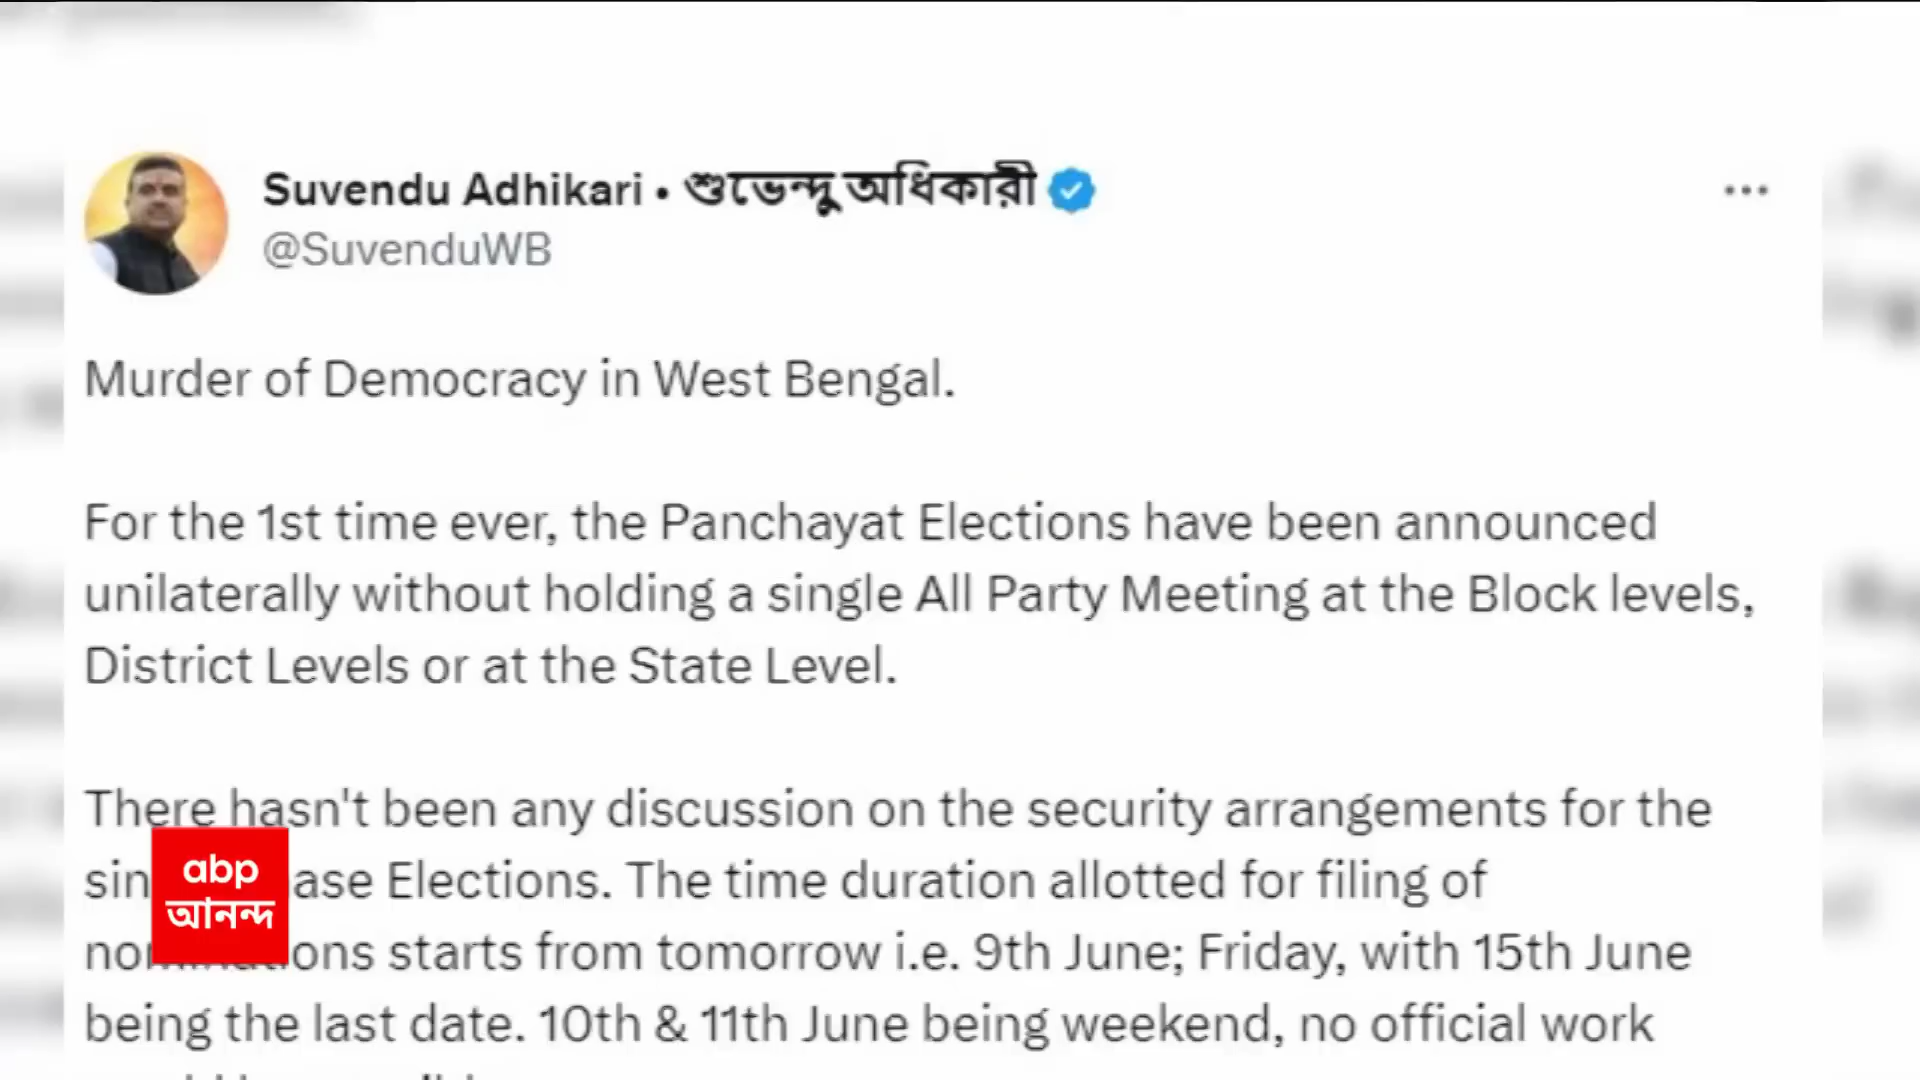 Suvendu Adhikari • শুভেন্দু অধিকারী
@SuvenduWB
Murder of Democracy in West Bengal.
For the 1st time ever, the Panchayat Elections have been announced
unilaterally without holding a single All Party Meeting at the Block levels,
District Levels or at the State Level.
There hasn't been any discussion on the security arrangements for the
sin ase Elections. The time duration allotted for filing of
abp
আনন্দ
starts from tomorrow i.e. 9th June; Friday, with 15th June
being the last date. 10th & 11th June being weekend, no official work